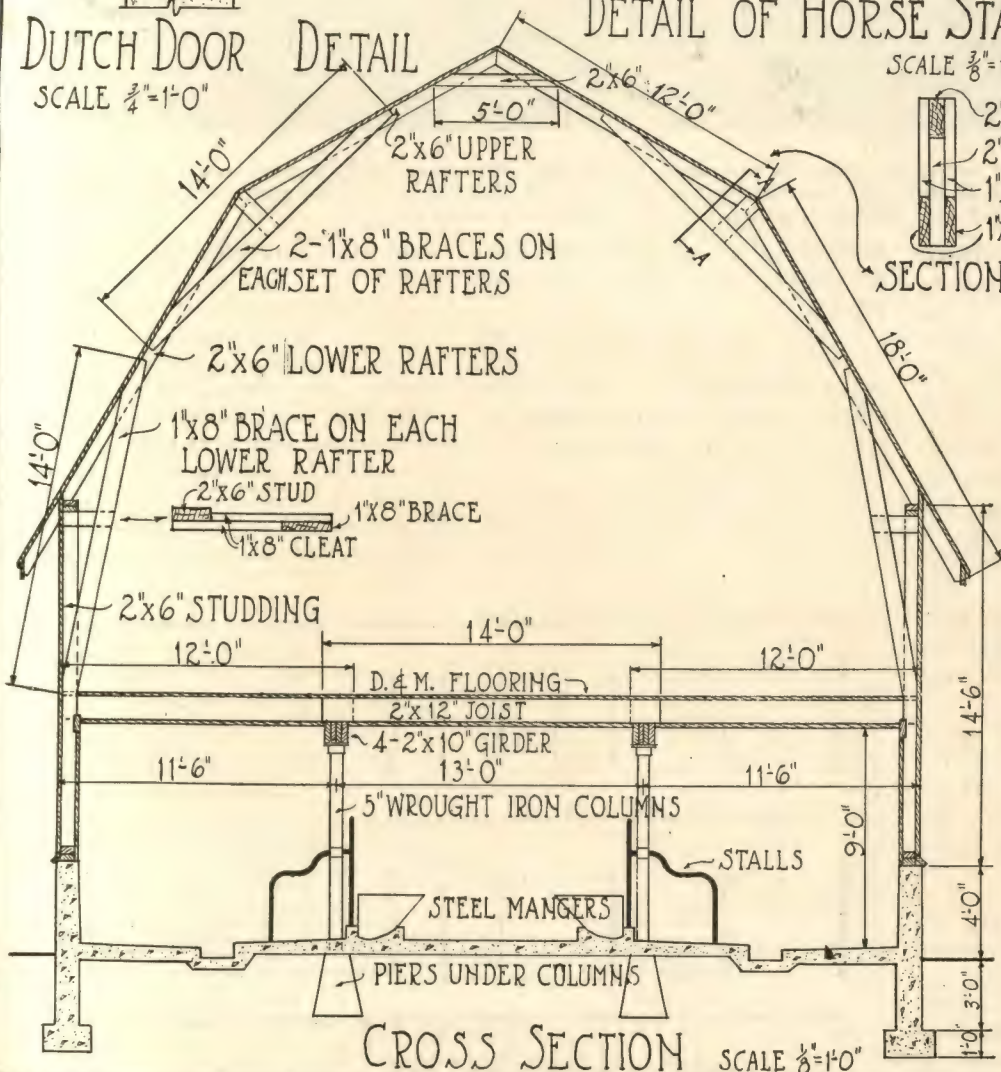 DUTCH DOOR DETAIL
SCALE 3/4"=1'-0"
DETAIL OF HORSE STA
SCALE 3/8"=
2"x6"
12'-0"
5'-0"
14'-0"
2"x6" UPPER
RAFTERS
2
2"
1"
1"
A
A
2-1"x8" BRACES ON
EACH SET OF RAFTERS
SECTION
2"x6" LOWER RAFTERS
18'-0"
14'-0"
1"x8" BRACE ON EACH
LOWER RAFTER
2"x6" STUD
1"x8" BRACE
1"x8" CLEAT
2"x6" STUDDING
14'-0"
12'-0"
12'-0"
D. & M. FLOORING
2"x12" JOIST
4-2"x10" GIRDER
14'-6"
11'-6"
13'-0"
11'-6"
5" WROUGHT IRON COLUMNS
9'-0"
STALLS
STEEL MANGERS
4'-0"
PIERS UNDER COLUMNS
3'-0"
1'-0"
CROSS SECTION SCALE 1/8"=1'-0"